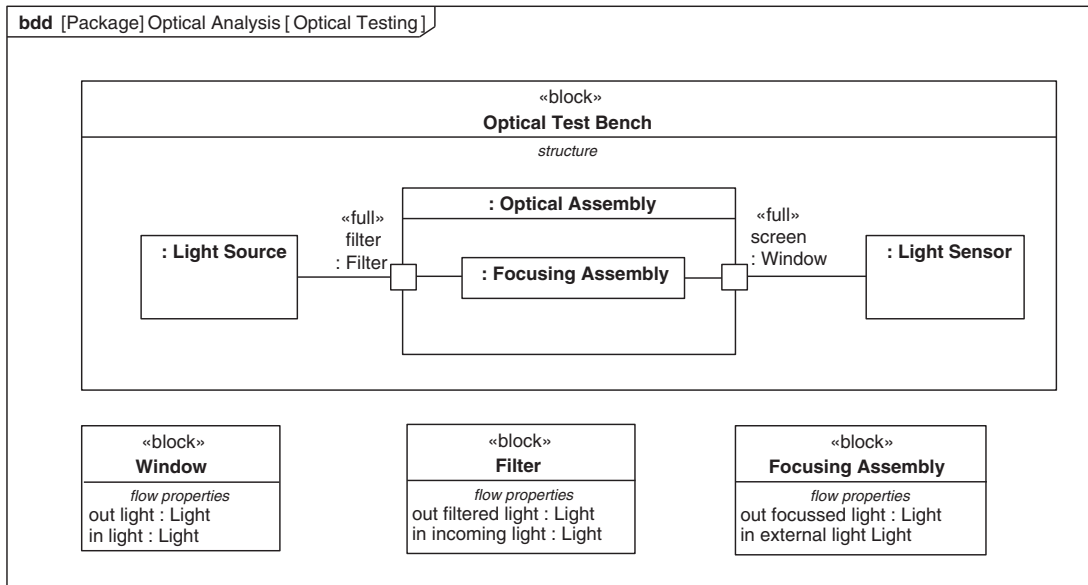 bdd [Package] Optical Analysis [ Optical Testing ]
«block»
Optical Test Bench
structure
: Light Source
«full»
filter
: Filter
: Optical Assembly
: Focusing Assembly
«full»
screen
: Window
: Light Sensor
«block»
Window
flow properties
out light : Light
in light : Light
«block»
Filter
flow properties
out filtered light : Light
in incoming light : Light
«block»
Focusing Assembly
flow properties
out focussed light : Light
in external light Light